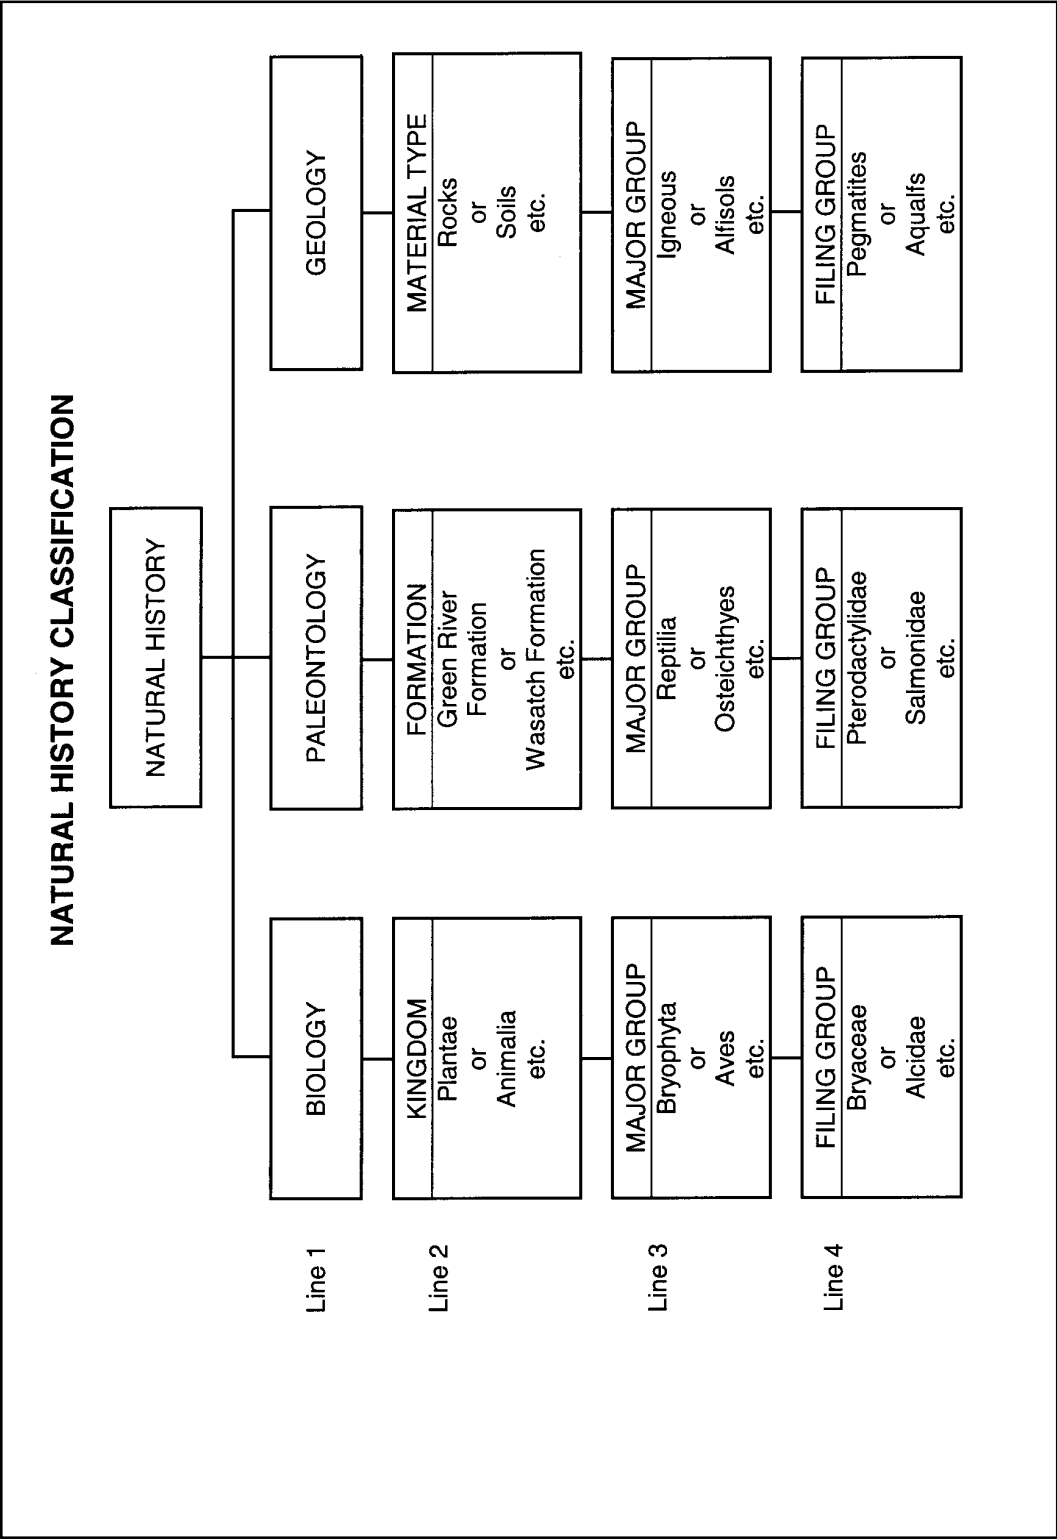 NATURAL HISTORY CLASSIFICATION
NATURAL HISTORY
Line 1
BIOLOGY
PALEONTOLOGY
GEOLOGY
Line 2
KINGDOM
Plantae
or
Animalia
etc.
FORMATION
Green River
Formation
or
Wasatch Formation
etc.
MATERIAL TYPE
Rocks
or
Soils
etc.
Line 3
MAJOR GROUP
Bryophyta
or
Aves
etc.
MAJOR GROUP
Reptilia
or
Osteichthyes
etc.
MAJOR GROUP
Igneous
or
Alfisols
etc.
Line 4
FILING GROUP
Bryaceae
or
Alcidae
etc.
FILING GROUP
Pterodactylidae
or
Salmonidae
etc.
FILING GROUP
Pegmatites
or
Aqualfs
etc.